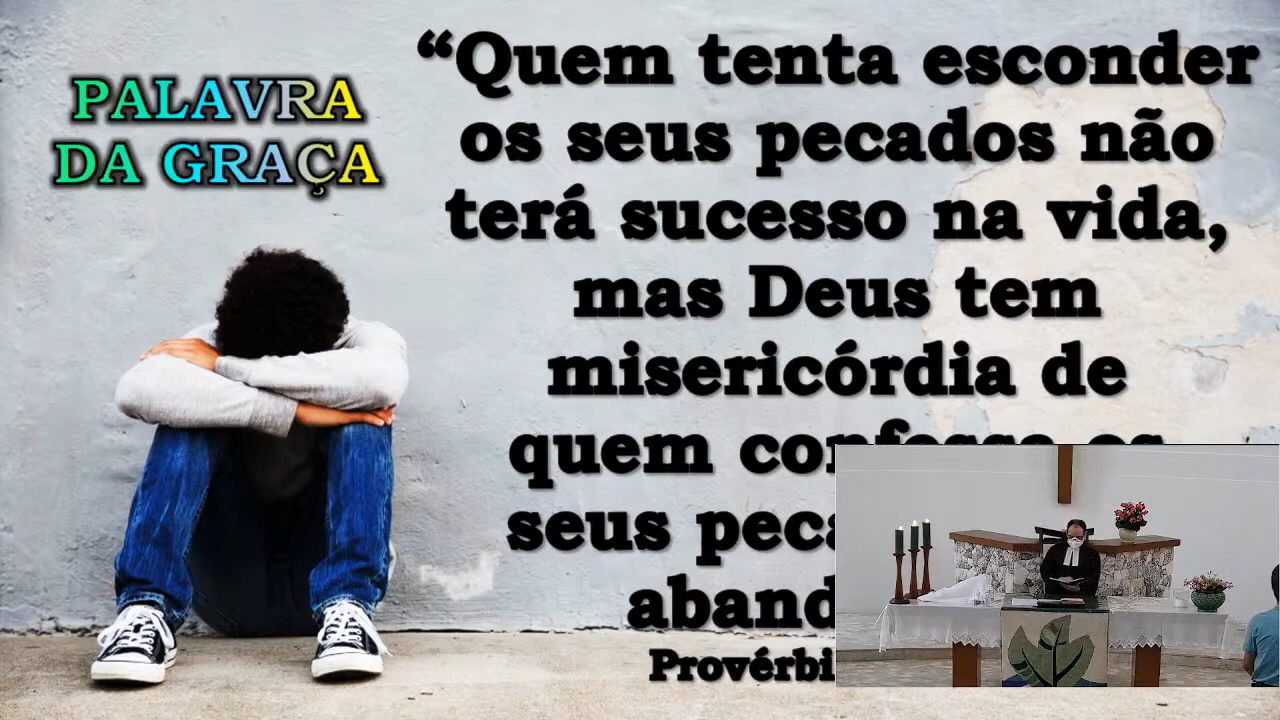 PALAVRA
DA GRAÇA
“Quem tenta esconder
os seus pecados não
terá sucesso na vida,
mas Deus tem
misericórdia de
quem
seus